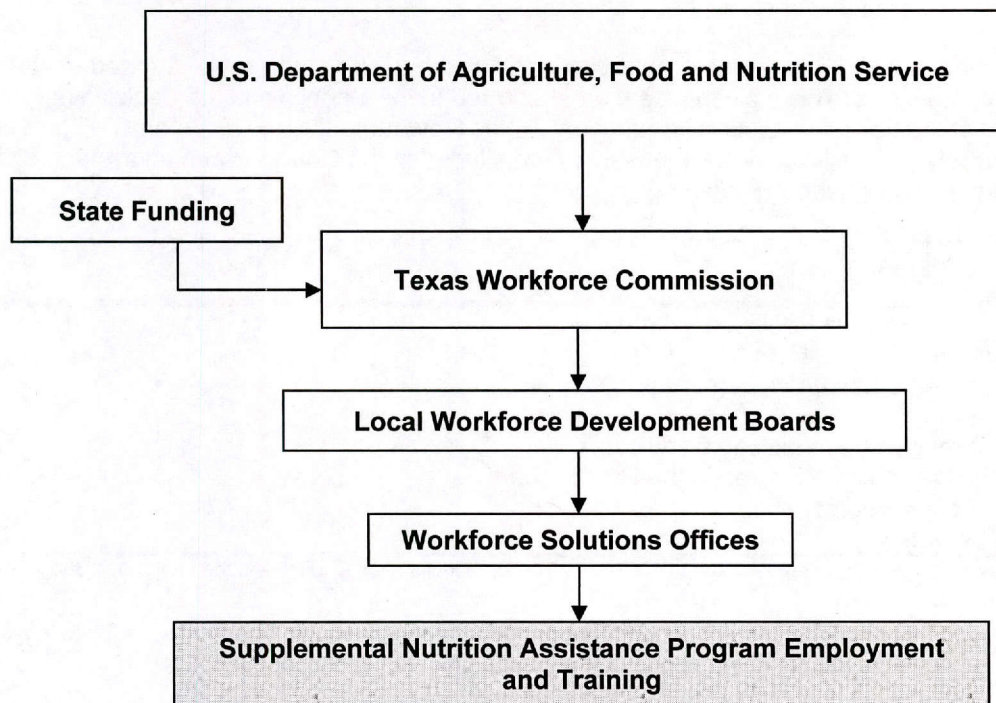 U.S. Department of Agriculture, Food and Nutrition Service
State Funding
Texas Workforce Commission
Local Workforce Development Boards
Workforce Solutions Offices
Supplemental Nutrition Assistance Program Employment
and Training